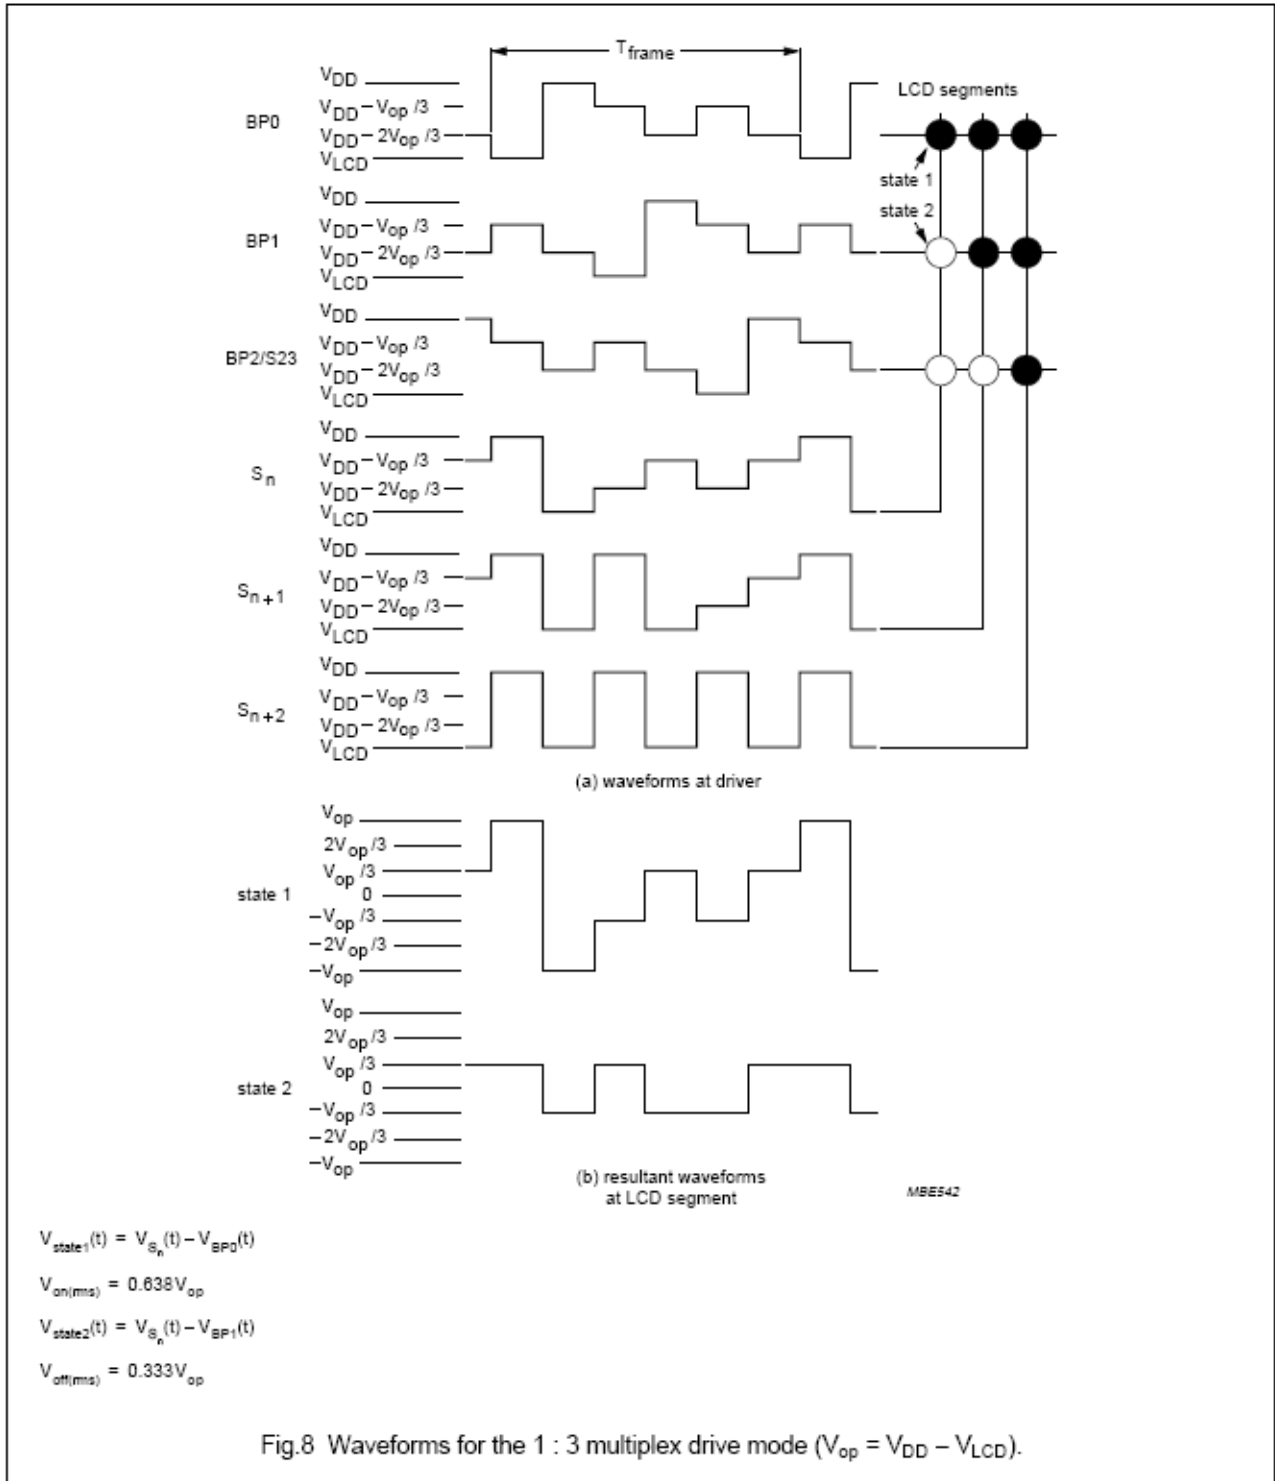 Tframe
VDD
VDD – Vop /3
BP0
VDD – 2Vop /3
VLCD
LCD segments
state 1
state 2
VDD
VDD – Vop /3
BP1
VDD – 2Vop /3
VLCD
VDD
VDD – Vop /3
BP2/S23
VDD – 2Vop /3
VLCD
VDD
VDD – Vop /3
Sn
VDD – 2Vop /3
VLCD
VDD
VDD – Vop /3
Sn+1
VDD – 2Vop /3
VLCD
VDD
VDD – Vop /3
Sn+2
VDD – 2Vop /3
VLCD
(a) waveforms at driver
Vop
2Vop /3
Vop /3
state 1
0
–Vop /3
–2Vop /3
–Vop
Vop
2Vop /3
Vop /3
state 2
0
–Vop /3
–2Vop /3
–Vop
(b) resultant waveforms
at LCD segment
MBE542
Vstate1(t) = VSn(t) – VBP0(t)
Von(rms) = 0.638Vop
Vstate2(t) = VSn(t) – VBP1(t)
Voff(rms) = 0.333Vop
Fig.8 Waveforms for the 1 : 3 multiplex drive mode (Vop = VDD – VLCD).